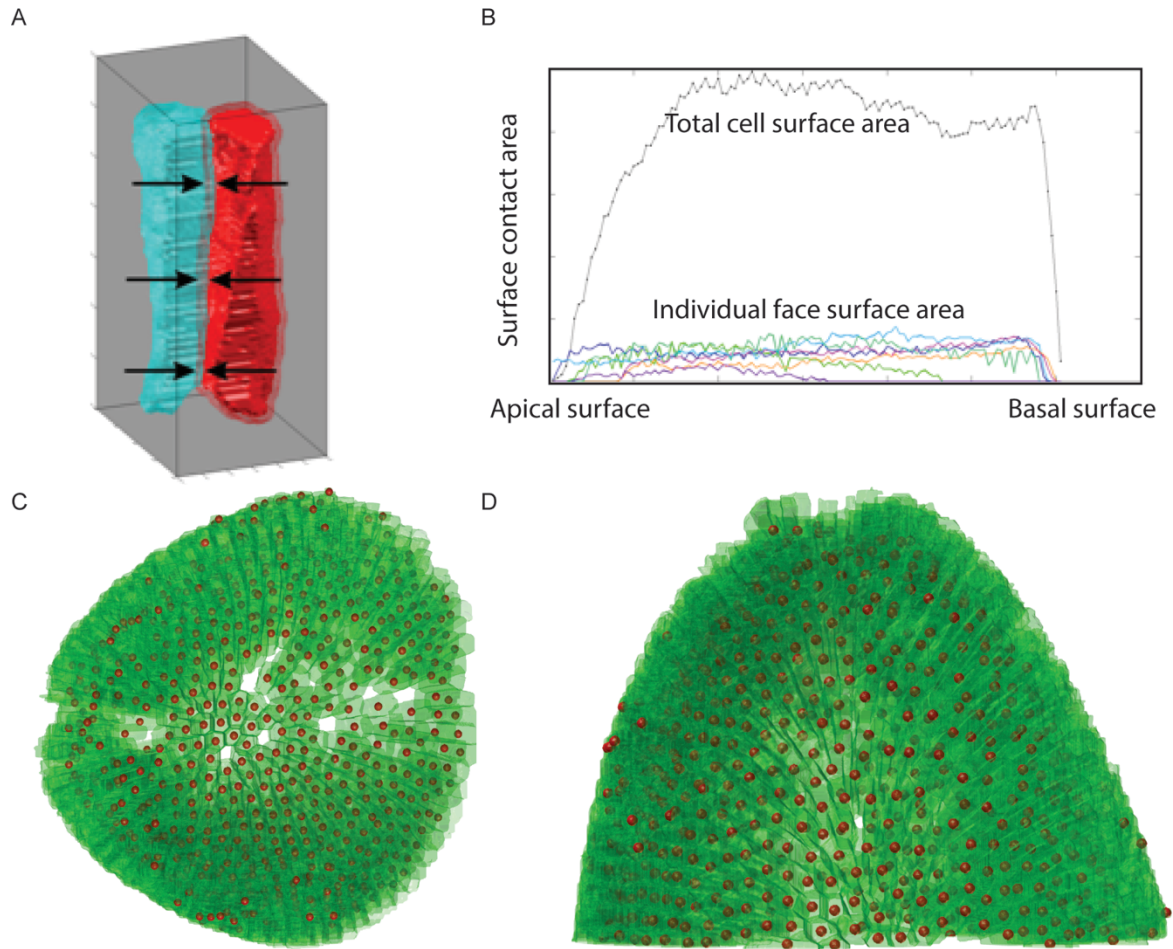 A
B
Surface contact area
Total cell surface area
Individual face surface area
Apical surface
Basal surface
C
D